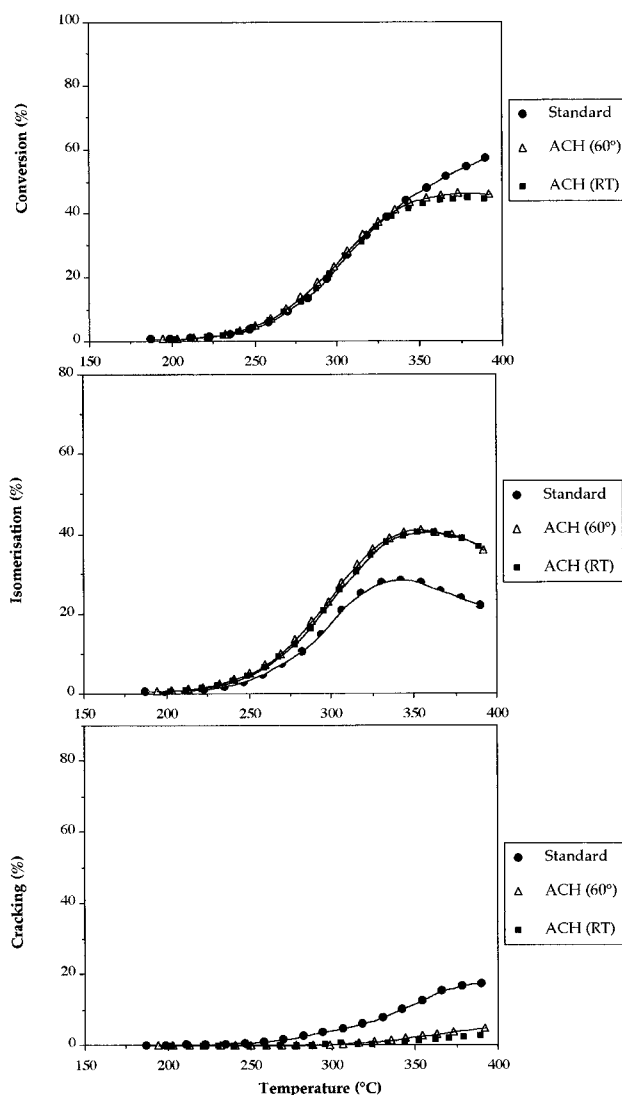 100
80
60
40
20
0
Conversion (%)
150 200 250 300 350 400
Standard
ACH (60°)
ACH (RT)
80
60
40
20
0
Isomerisation (%)
150 200 250 300 350 400
Standard
ACH (60°)
ACH (RT)
80
60
40
20
0
Cracking (%)
150 200 250 300 350 400
Temperature (°C)
Standard
ACH (60°)
ACH (RT)